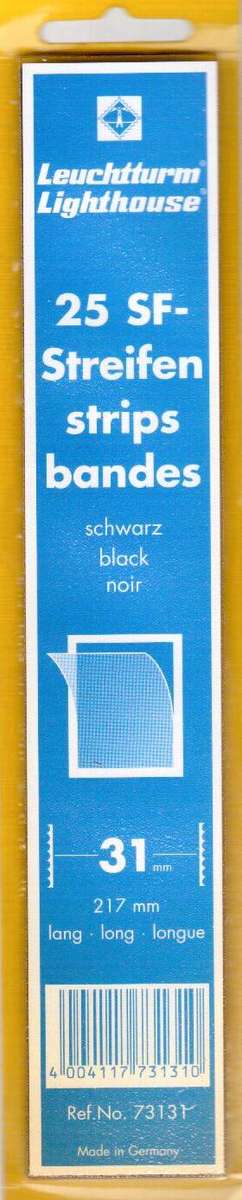 Leuchtturm®
Lighthouse®
25 SF-
Streifen
strips
bandes
schwarz
black
noir
31 mm
217 mm
lang · long · longue
4 004117 731310
Ref.No. 73131
Made in Germany